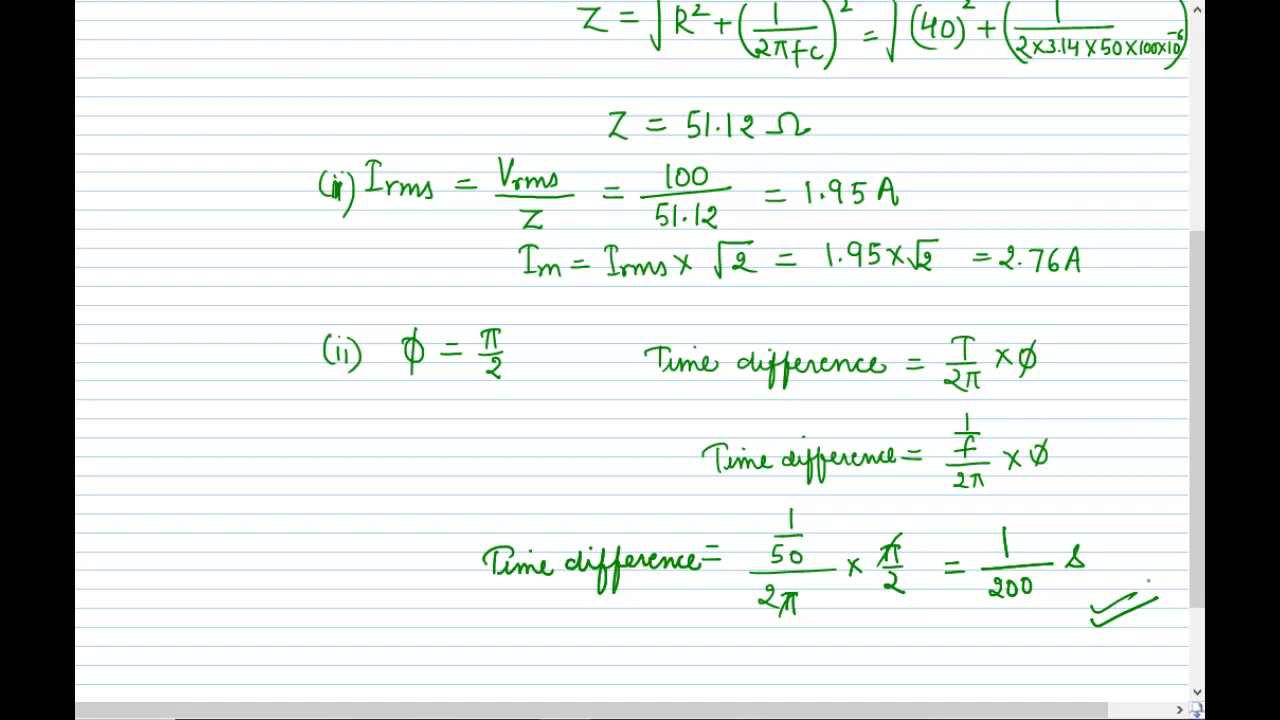 Z = √R² + (1/2πfc)² = √(40)² + (1/2×3.14×50×100×10⁻⁶)
Z = 51.12 Ω
(ii) Irms = Vrms/Z = 100/51.12 = 1.95 A
Im = Irms × √2 = 1.95×√2 = 2.76A
(ii) φ = π/2
Time difference = T/2π × φ
Time difference = 1/f/2π × φ
Time difference = 1/50/2π × π/2 = 1/200 s